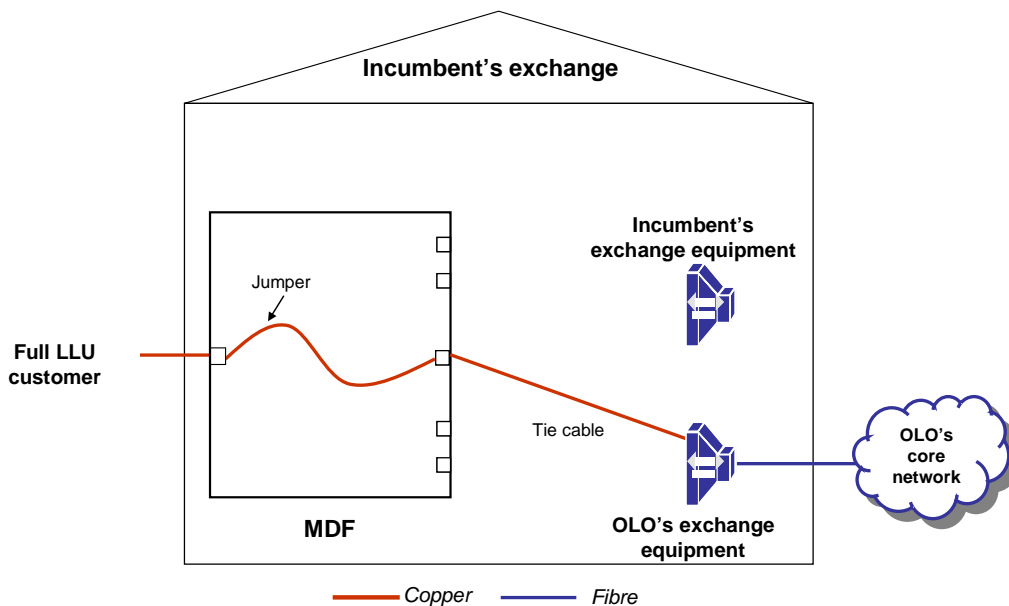 Incumbent's exchange
Incumbent's
exchange equipment
Jumper
Full LLU
customer
Tie cable
OLO's
core
network
MDF
OLO's exchange
equipment
Copper
Fibre